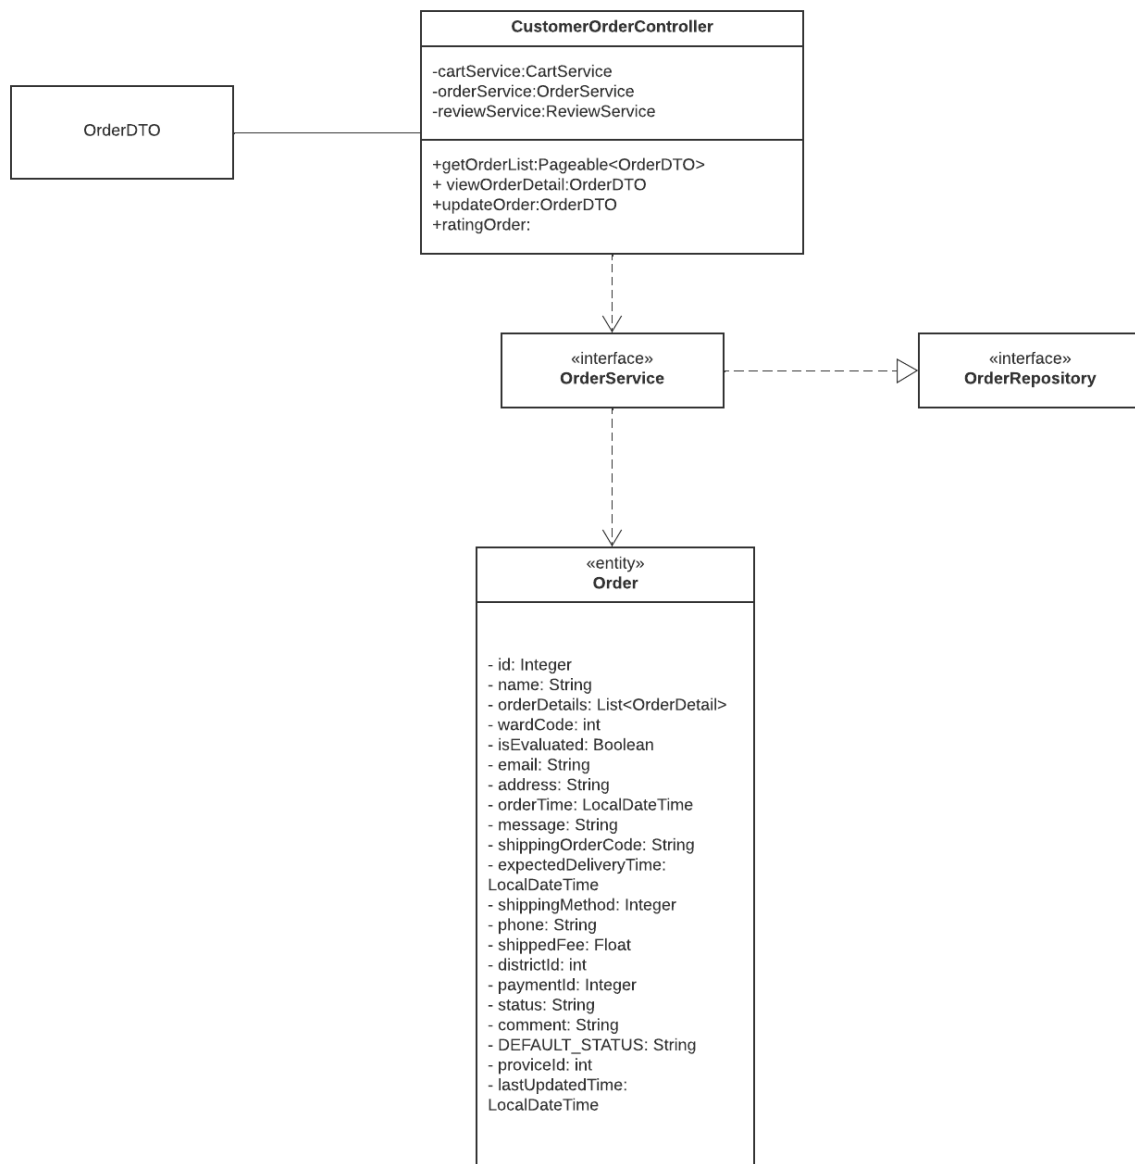 CustomerOrderController
-cartService:CartService
-orderService:OrderService
-reviewService:ReviewService
OrderDTO
+getOrderList:Pageable<OrderDTO>
+ viewOrderDetail:OrderDTO
+updateOrder:OrderDTO
+ratingOrder:
«interface»
OrderService
«interface»
OrderRepository
«entity»
Order
- id: Integer
- name: String
- orderDetails: List<OrderDetail>
- wardCode: int
- isEvaluated: Boolean
- email: String
- address: String
- orderTime: LocalDateTime
- message: String
- shippingOrderCode: String
- expectedDeliveryTime:
LocalDateTime
- shippingMethod: Integer
- phone: String
- shippedFee: Float
- districtId: int
- paymentId: Integer
- status: String
- comment: String
- DEFAULT_STATUS: String
- proviceId: int
- lastUpdatedTime:
LocalDateTime